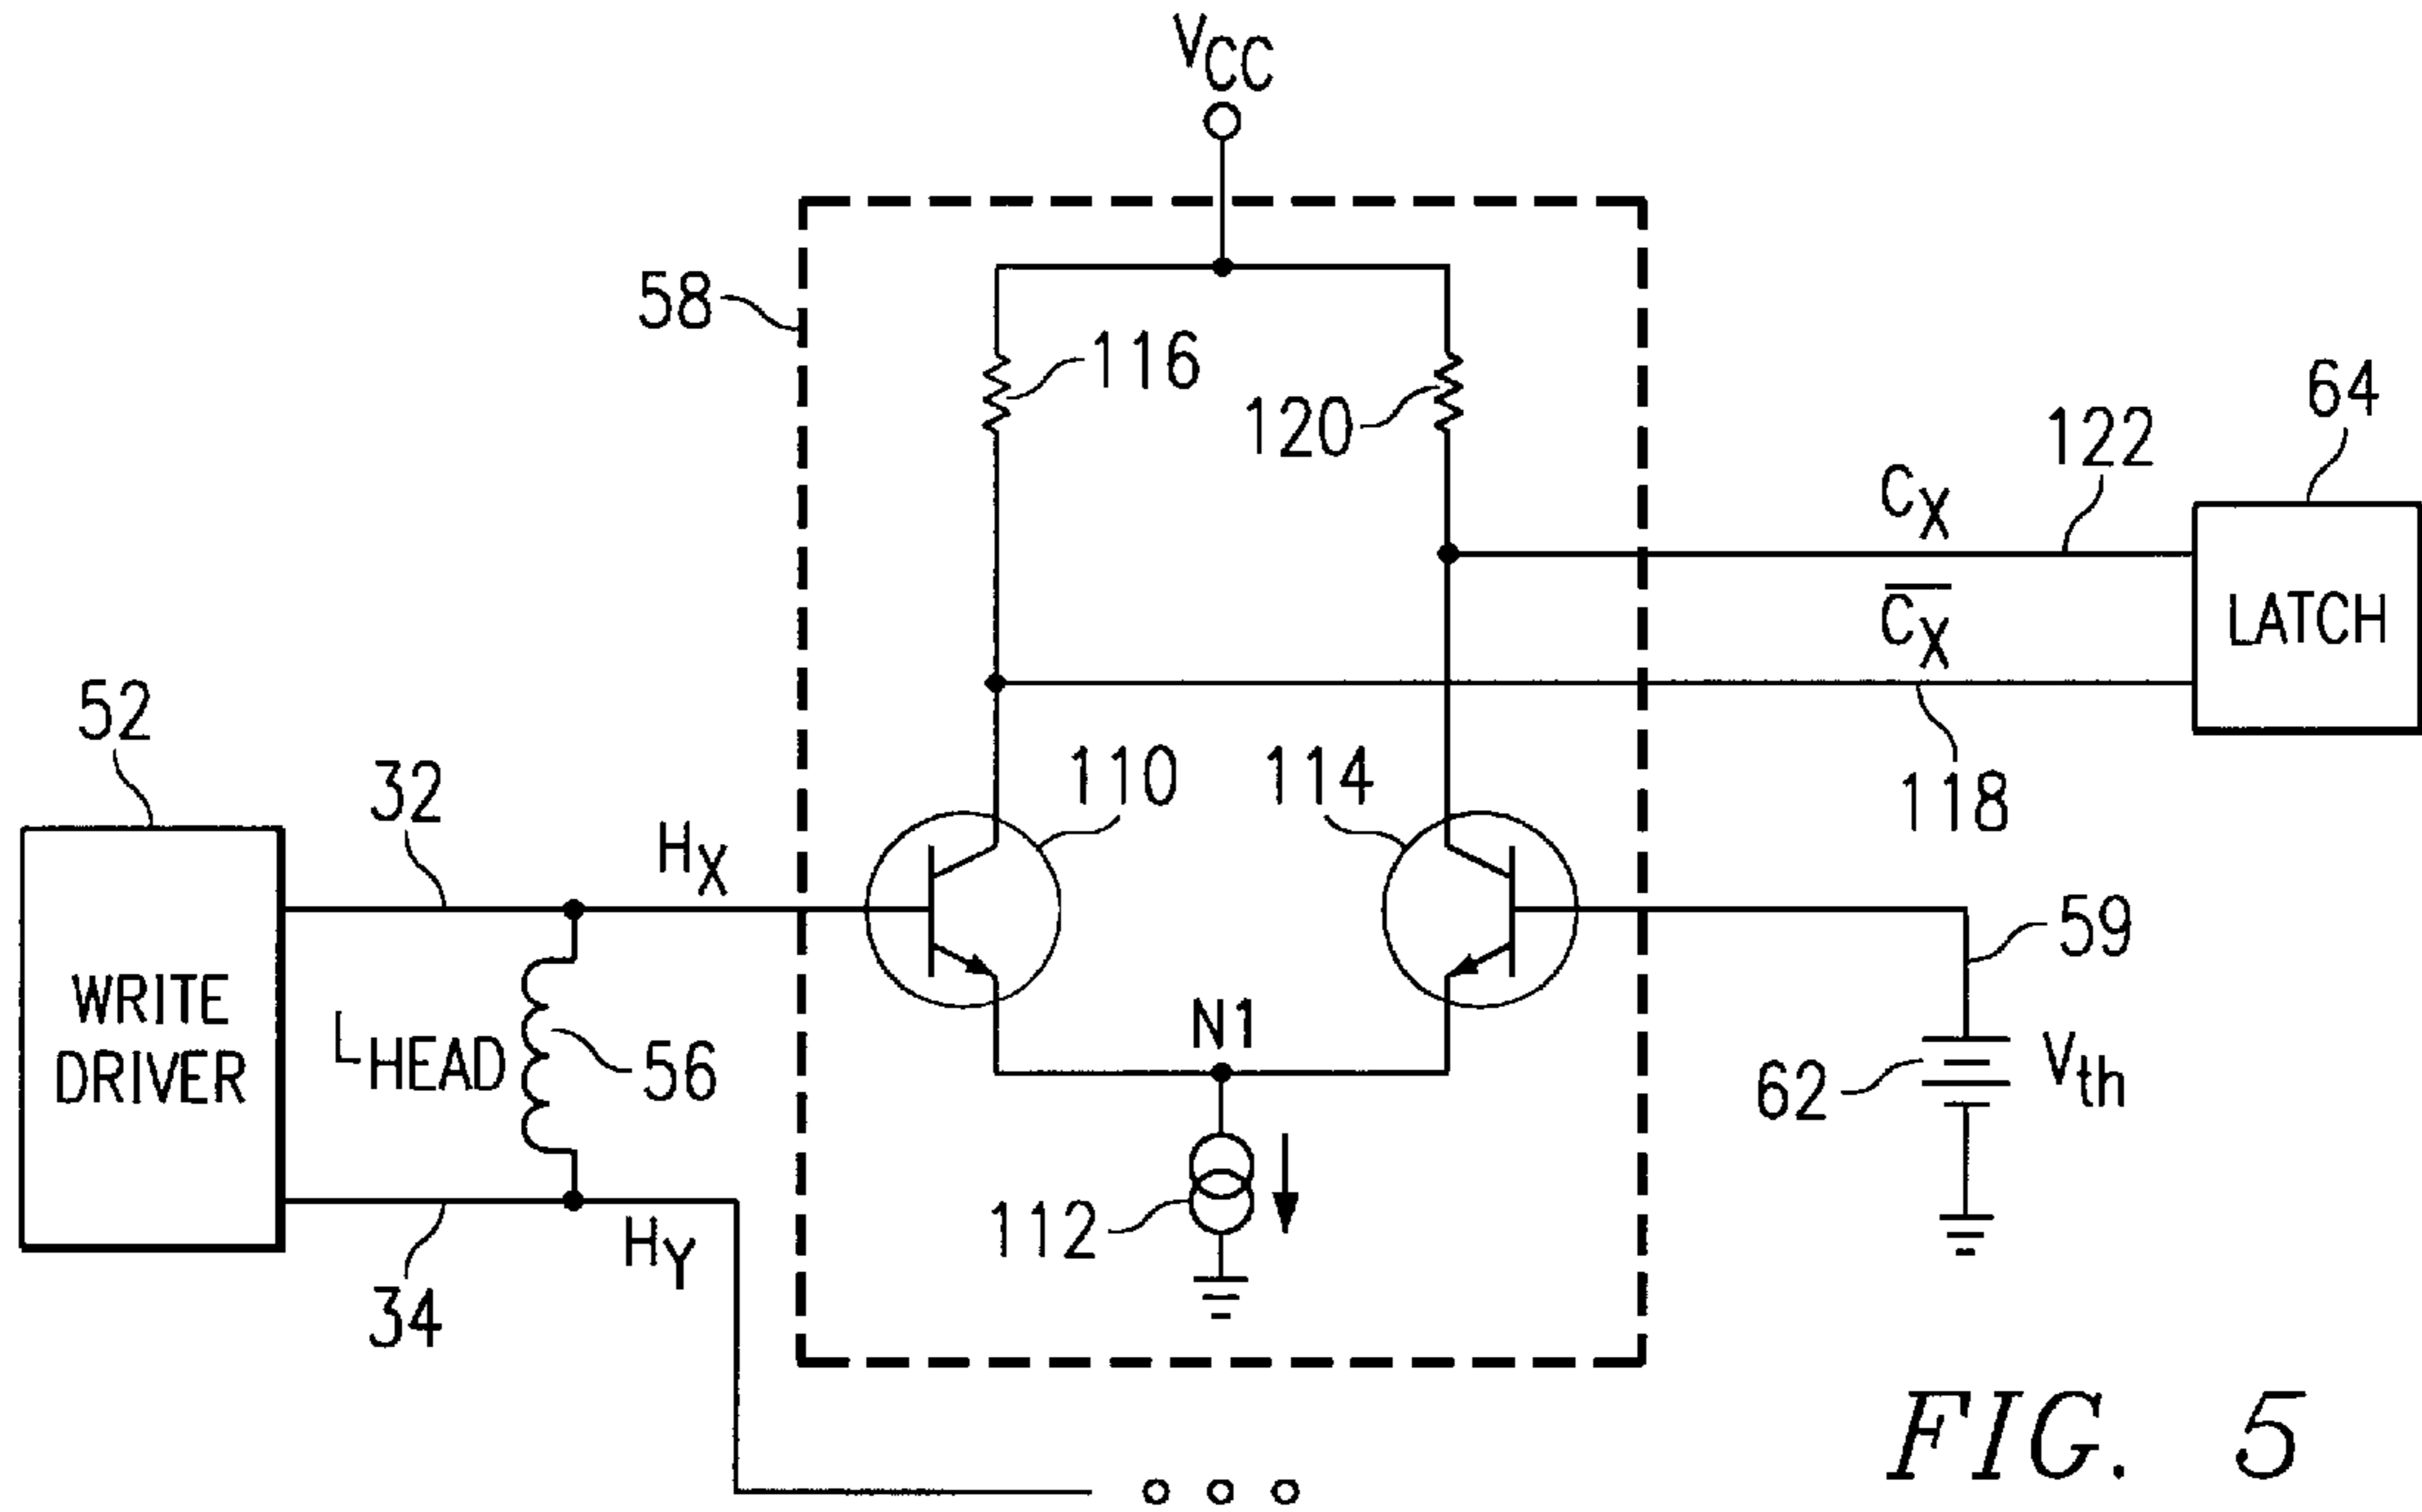 VCC
58
116
120
64
122
CX
C̅X̅
LATCH
52
32
HX
110
114
118
59
WRITE
DRIVER
LHEAD
56
N1
62
Vth
112
HY
34
FIG. 5